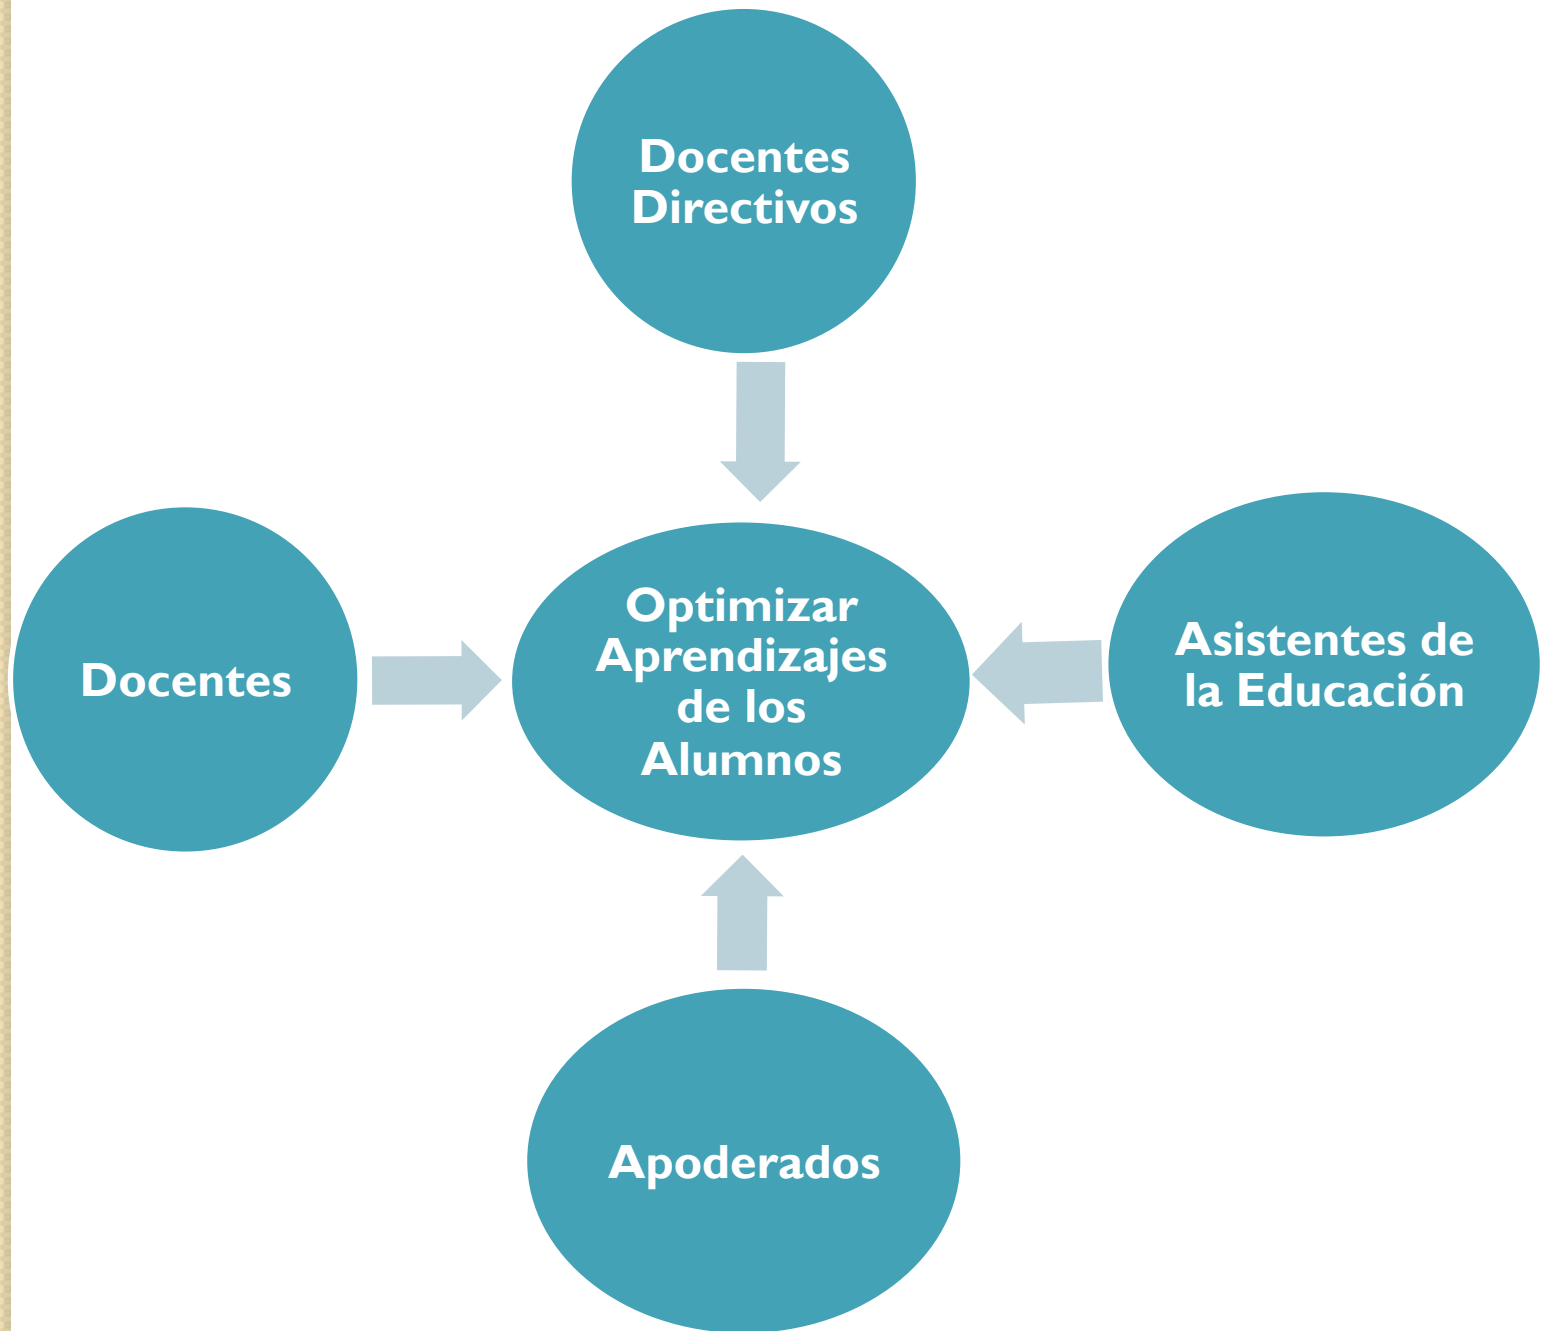 Docentes
Directivos
Docentes
Optimizar
Aprendizajes
de los
Alumnos
Asistentes de
la Educación
Apoderados